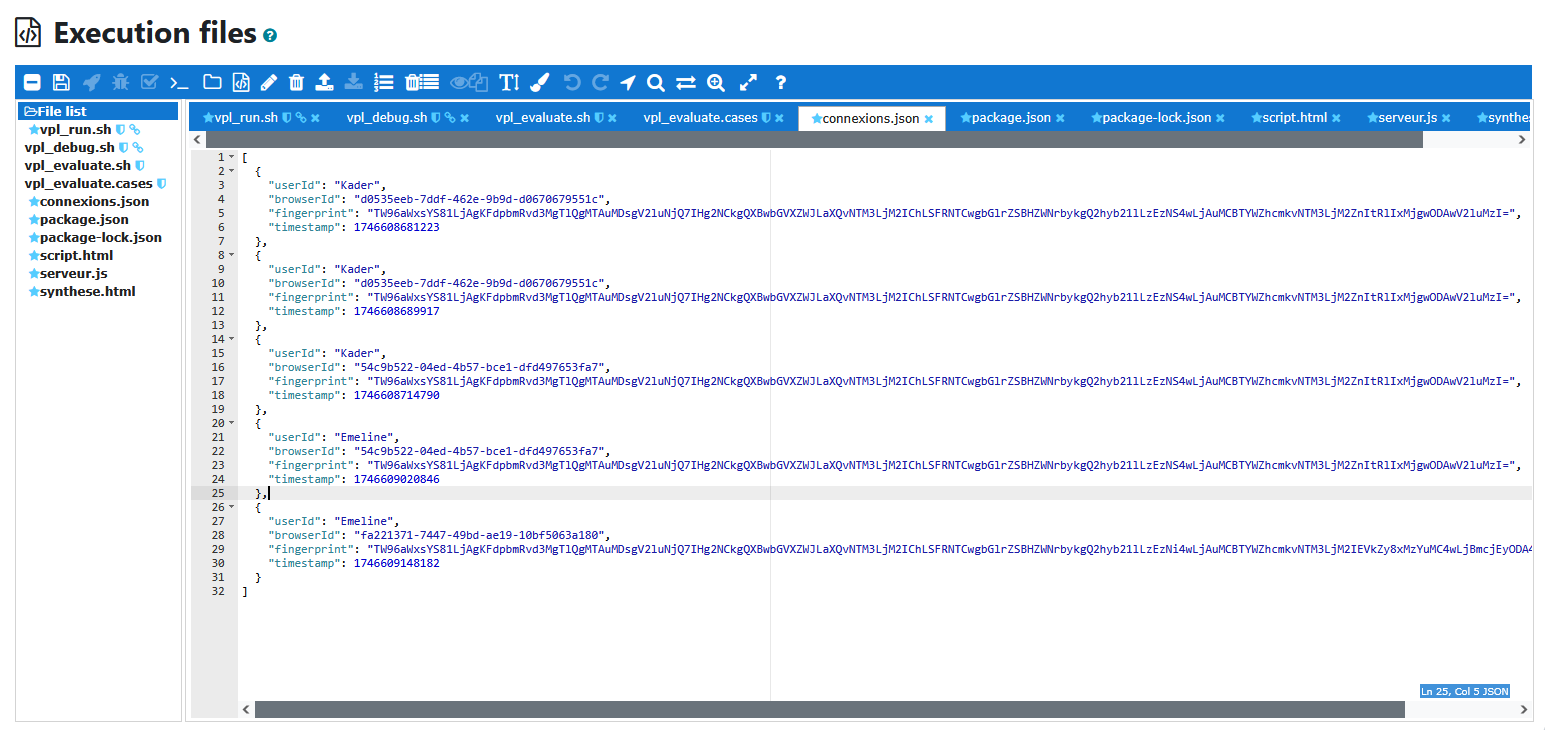 Execution files
File list
vpl_run.sh
vpl_debug.sh
vpl_evaluate.sh
vpl_evaluate.cases
connexions.json
package.json
package-lock.json
script.html
serveur.js
synthese.html
vpl_run.sh vpl_debug.sh vpl_evaluate.sh vpl_evaluate.cases connexions.json package.json package-lock.json script.html serveur.js synthes
1 [
2 {
3 "userId": "Kader",
4 "browserId": "d0535eeb-7ddf-462e-9b9d-d0670679551c",
5 "fingerprint": "TW96aWxsYS81LjAgKFdpbmRvd3MgTlQgMTAuMDsgV2luNjQ7IHg2NCkgQXBwbGVXZWJLaXQvNTM3LjM2IChLSFRNTCwgbGlrZSBHZWNrbykgQ2hyb21lLzEzNS4wLjAuMCBTYWZhcmkvNTM3LjM2ZnItRlIxMjgwODAwV2luMzI=",
6 "timestamp": 1746608681223
7 },
8 {
9 "userId": "Kader",
10 "browserId": "d0535eeb-7ddf-462e-9b9d-d0670679551c",
11 "fingerprint": "TW96aWxsYS81LjAgKFdpbmRvd3MgTlQgMTAuMDsgV2luNjQ7IHg2NCkgQXBwbGVXZWJLaXQvNTM3LjM2IChLSFRNTCwgbGlrZSBHZWNrbykgQ2hyb21lLzEzNS4wLjAuMCBTYWZhcmkvNTM3LjM2ZnItRlIxMjgwODAwV2luMzI=",
12 "timestamp": 1746608689917
13 },
14 {
15 "userId": "Kader",
16 "browserId": "54c9b522-04ed-4b57-bce1-dfd497653fa7",
17 "fingerprint": "TW96aWxsYS81LjAgKFdpbmRvd3MgTlQgMTAuMDsgV2luNjQ7IHg2NCkgQXBwbGVXZWJLaXQvNTM3LjM2IChLSFRNTCwgbGlrZSBHZWNrbykgQ2hyb21lLzEzNS4wLjAuMCBTYWZhcmkvNTM3LjM2ZnItRlIxMjgwODAwV2luMzI=",
18 "timestamp": 1746608714790
19 },
20 {
21 "userId": "Emeline",
22 "browserId": "54c9b522-04ed-4b57-bce1-dfd497653fa7",
23 "fingerprint": "TW96aWxsYS81LjAgKFdpbmRvd3MgTlQgMTAuMDsgV2luNjQ7IHg2NCkgQXBwbGVXZWJLaXQvNTM3LjM2IChLSFRNTCwgbGlrZSBHZWNrbykgQ2hyb21lLzEzNS4wLjAuMCBTYWZhcmkvNTM3LjM2ZnItRlIxMjgwODAwV2luMzI=",
24 "timestamp": 1746609020846
25 },
26 {
27 "userId": "Emeline",
28 "browserId": "fa221371-7447-49bd-ae19-10bf5063a180",
29 "fingerprint": "TW96aWxsYS81LjAgKFdpbmRvd3MgTlQgMTAuMDsgV2luNjQ7IHg2NCkgQXBwbGVXZWJLaXQvNTM3LjM2IChLSFRNTCwgbGlrZSBHZWNrbykgQ2hyb21lLzEzNi4wLjAuMCBTYWZhcmkvNTM3LjM2IEVkZy8xMzYuMC4wLjBmcjEyODA4
30 "timestamp": 1746609148182
31 }
32 ]
Ln 25, Col 5 JSON